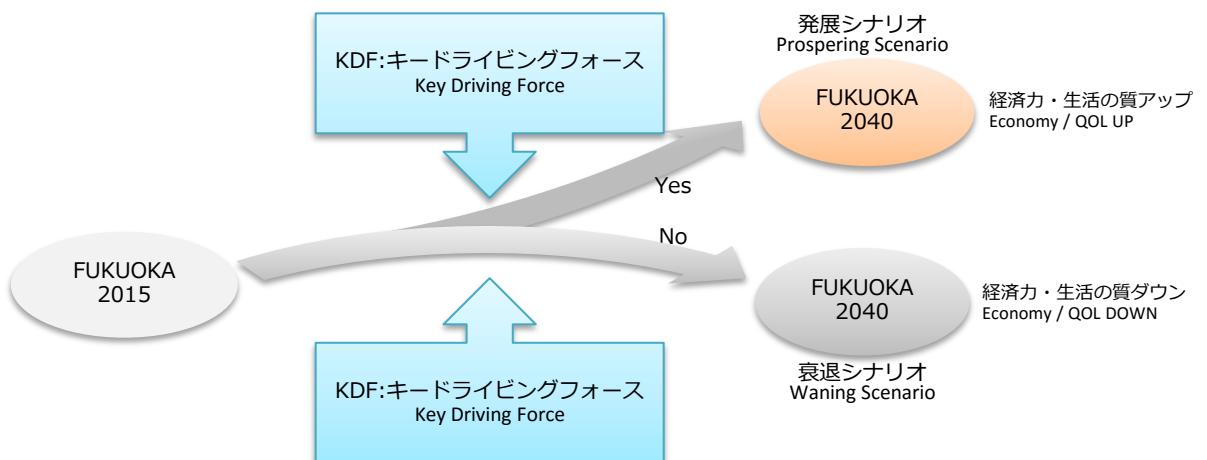 KDF:キードライビングフォース
Key Driving Force
発展シナリオ
Prospering Scenario
FUKUOKA
2040
経済力・生活の質アップ
Economy / QOL UP
Yes
No
FUKUOKA
2015
FUKUOKA
2040
経済力・生活の質ダウン
Economy / QOL DOWN
衰退シナリオ
Waning Scenario
KDF:キードライビングフォース
Key Driving Force